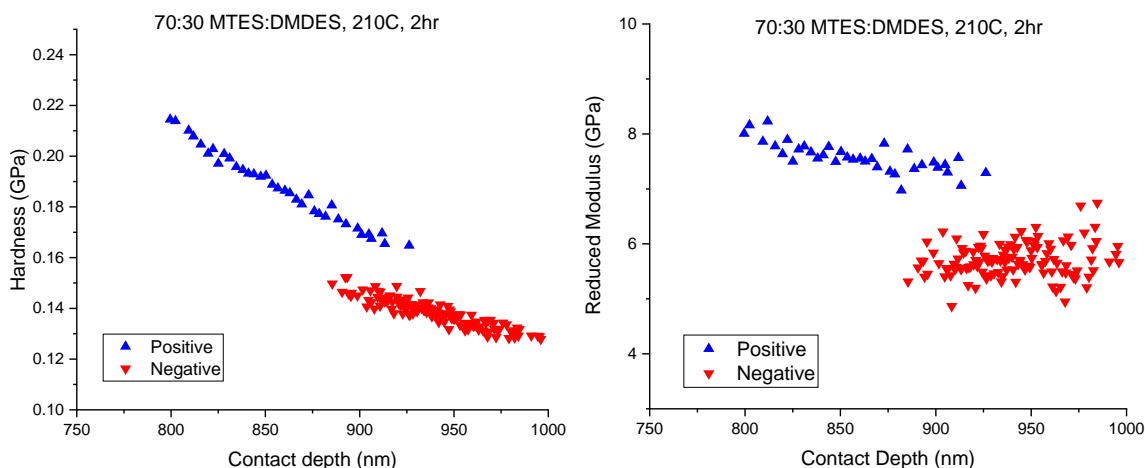 70:30 MTES:DMDES, 210C, 2hr
Hardness (GPa)
0.24
0.22
0.20
0.18
0.16
0.14
0.12
0.10
Positive
Negative
750 800 850 900 950 1000
Contact depth (nm)
70:30 MTES:DMDES, 210C, 2hr
Reduced Modulus (GPa)
10
8
6
4
Positive
Negative
750 800 850 900 950 1000
Contact Depth (nm)